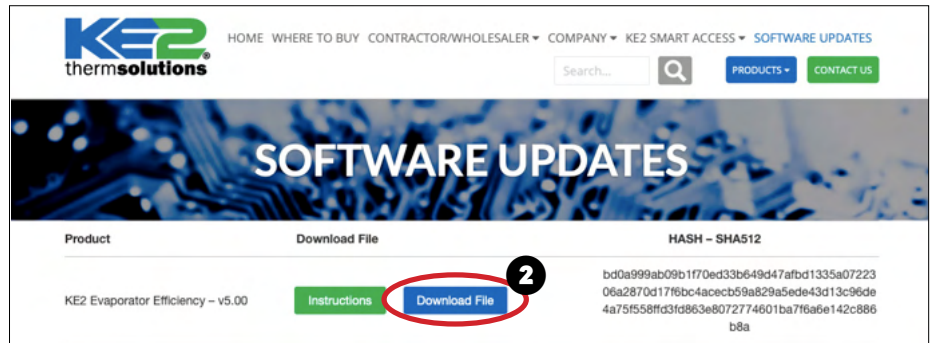 KE2
thermsolutions®
HOME WHERE TO BUY CONTRACTOR/WHOLESALER COMPANY KE2 SMART ACCESS SOFTWARE UPDATES
Search... PRODUCTS CONTACT US
SOFTWARE UPDATES
Product Download File HASH – SHA512
2
KE2 Evaporator Efficiency – v5.00 Instructions Download File
bd0a999ab09b1f70ed33b649d47afbd1335a07223
06a2870d17f6bc4acecb59a829a5ede43d13c96de
4a75f558ffd3fd863e8072774601ba7f6a6e142c886
b8a